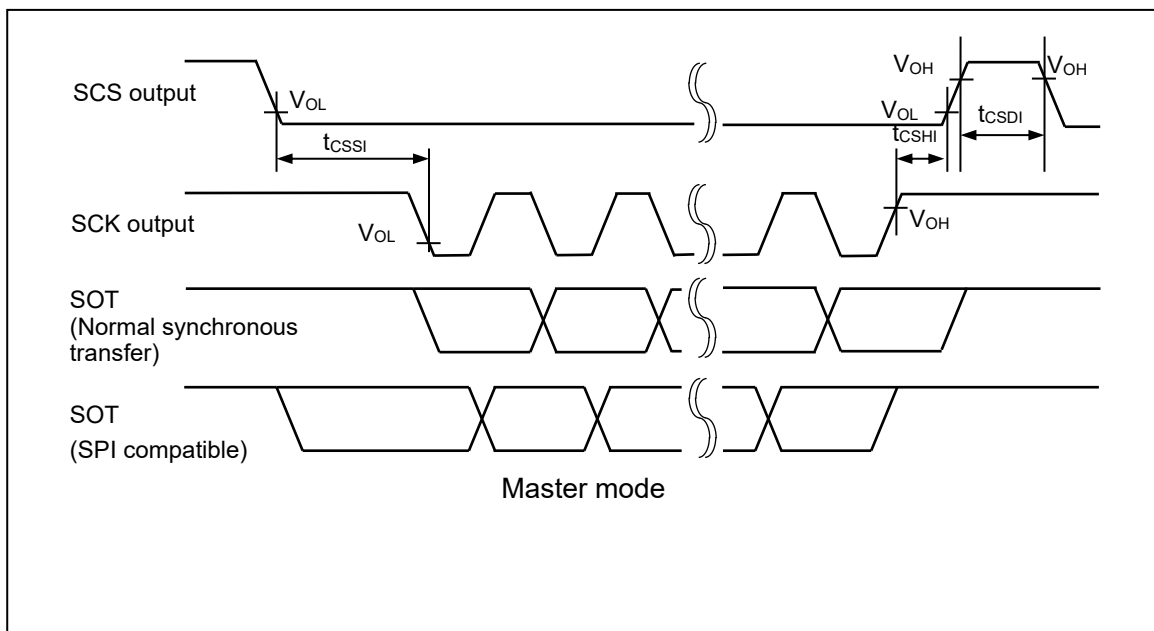 SCS output
VOL
tCSSI
VOH
VOH
VOL
tCSHI
tCSDI
SCK output
VOL
VOH
SOT
(Normal synchronous
transfer)
SOT
(SPI compatible)
Master mode